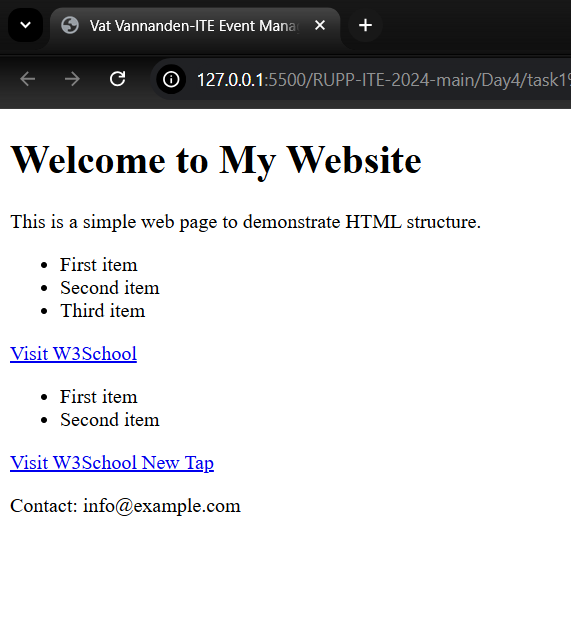 Vat Vannanden-ITE Event Mana
127.0.0.1:5500/RUPP-ITE-2024-main/Day4/task19
Welcome to My Website
This is a simple web page to demonstrate HTML structure.
• First item
• Second item
• Third item
Visit W3School
• First item
• Second item
Visit W3School New Tap
Contact: info@example.com